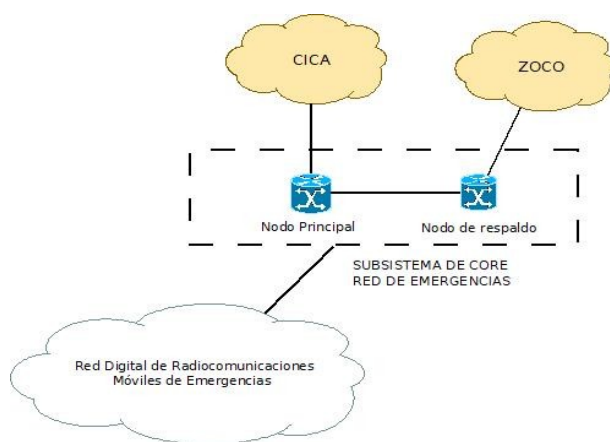 CICA
ZOCO
Nodo Principal
Nodo de respaldo
SUBSISTEMA DE CORE
RED DE EMERGENCIAS
Red Digital de Radiocomunicaciones
Móviles de Emergencias